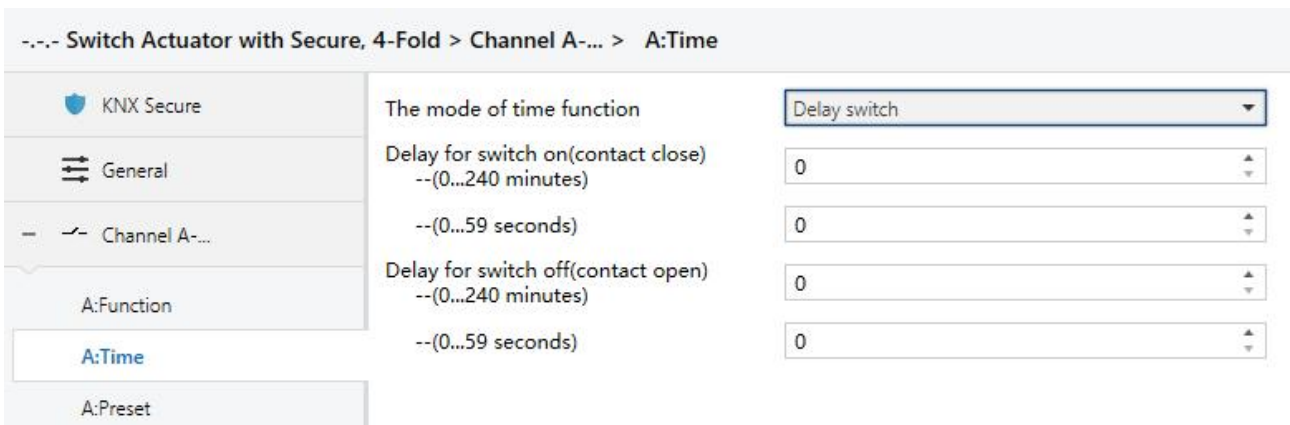 -.-.- Switch Actuator with Secure, 4-Fold > Channel A-... > A:Time
KNX Secure
General
Channel A-...
A:Function
A:Time
A:Preset
The mode of time function
Delay switch
Delay for switch on(contact close)
--(0...240 minutes)
0
--(0...59 seconds)
0
Delay for switch off(contact open)
--(0...240 minutes)
0
--(0...59 seconds)
0